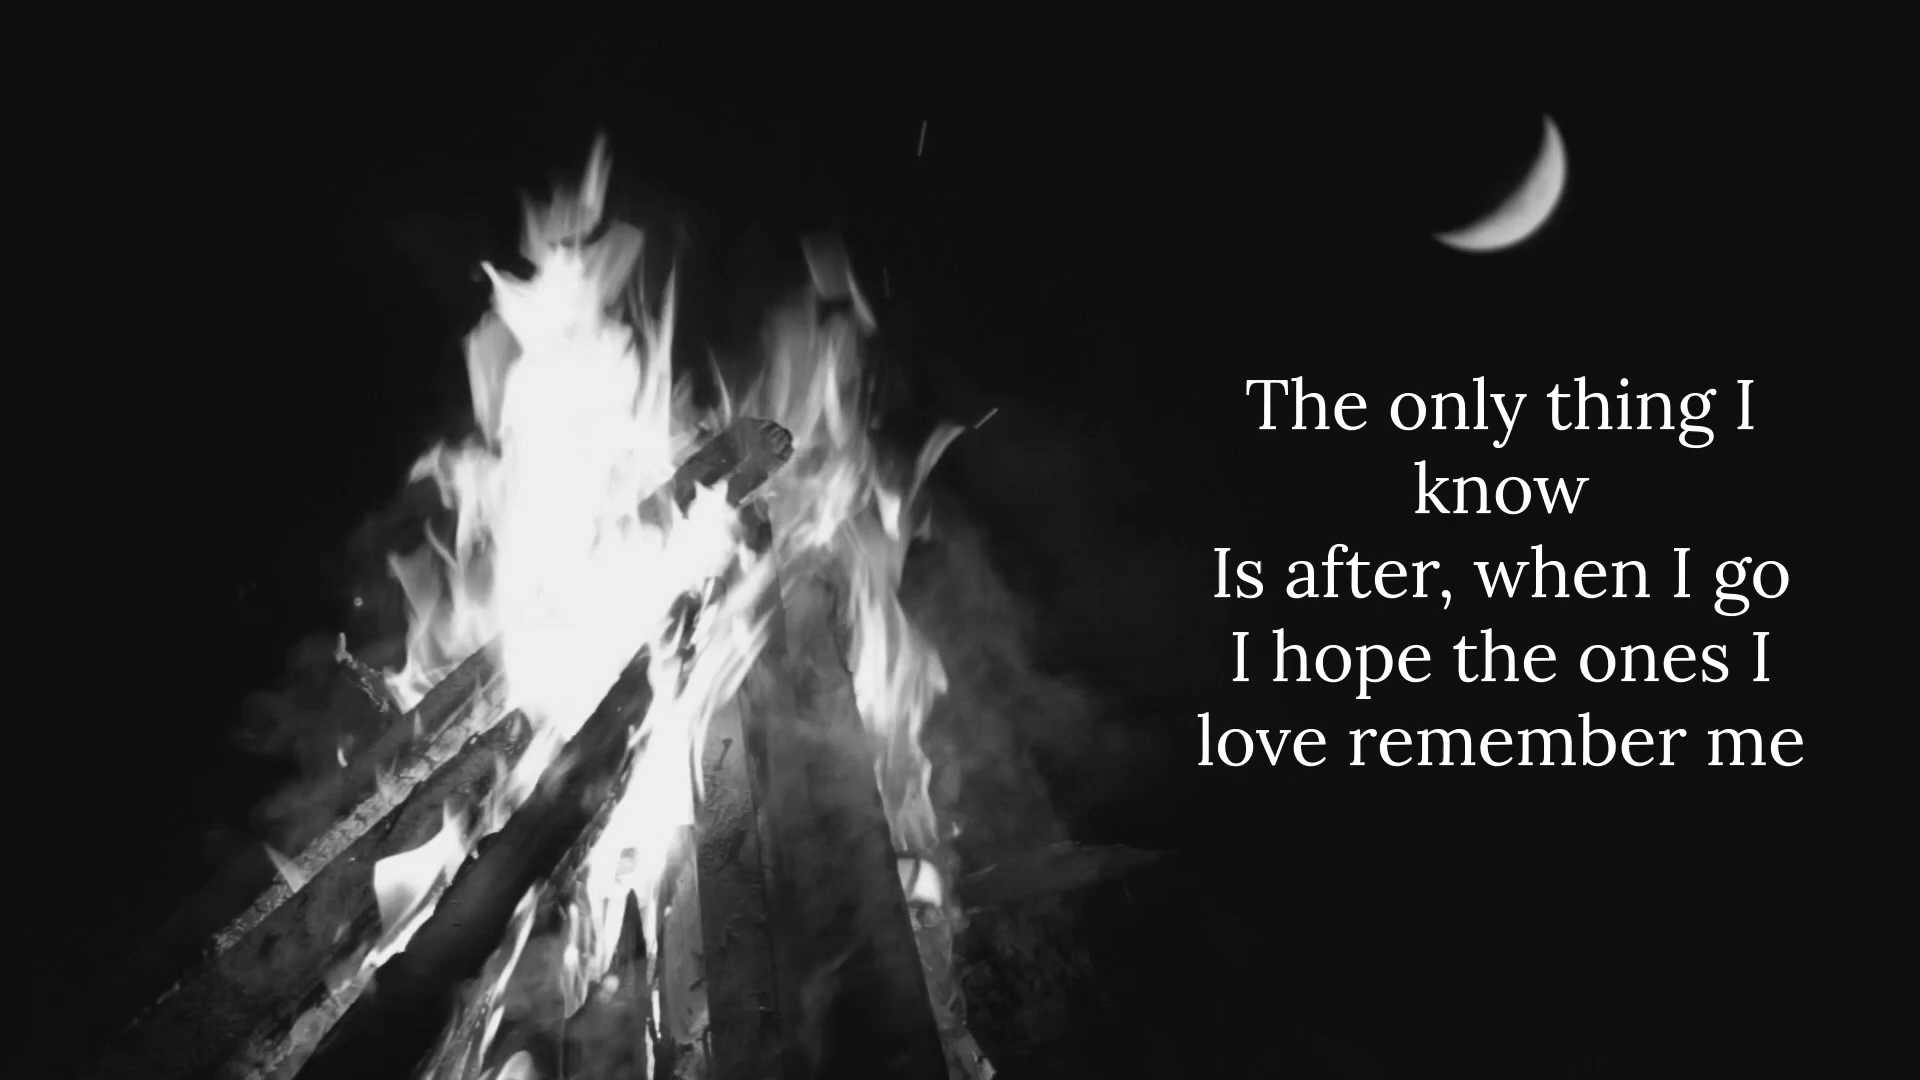 The only thing I
know
Is after, when I go
I hope the ones I
love remember me